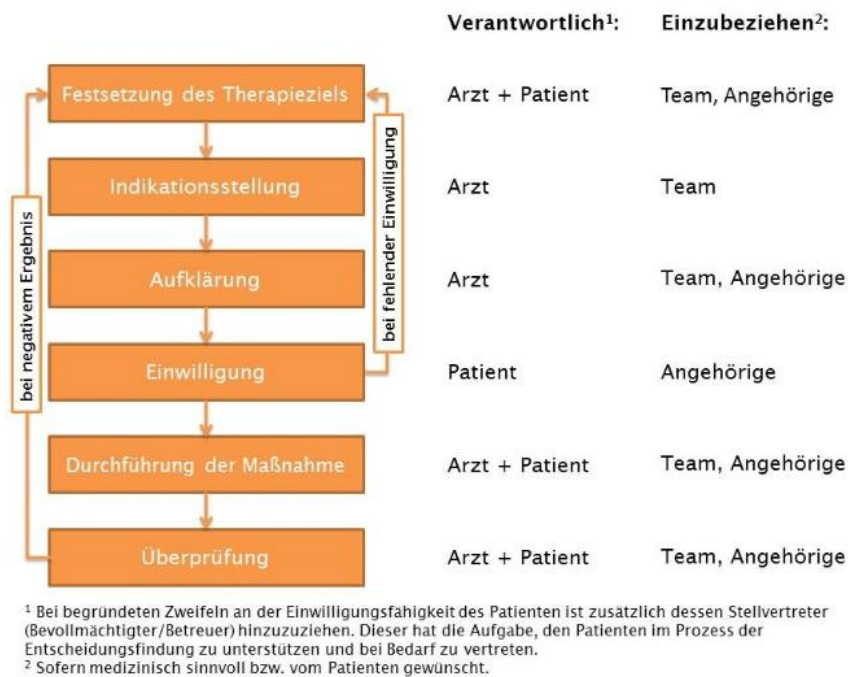 Verantwortlich¹: Einzubeziehen²:
Festsetzung des Therapieziels Arzt + Patient Team, Angehörige
Indikationsstellung Arzt Team
Aufklärung Arzt Team, Angehörige
Einwilligung Patient Angehörige
Durchführung der Maßnahme Arzt + Patient Team, Angehörige
Überprüfung Arzt + Patient Team, Angehörige
bei negativem Ergebnis
bei fehlender Einwilligung
¹ Bei begründeten Zweifeln an der Einwilligungsfähigkeit des Patienten ist zusätzlich dessen Stellvertreter
(Bevollmächtigter/Betreuer) hinzuzuziehen. Dieser hat die Aufgabe, den Patienten im Prozess der
Entscheidungsfindung zu unterstützen und bei Bedarf zu vertreten.
² Sofern medizinisch sinnvoll bzw. vom Patienten gewünscht.